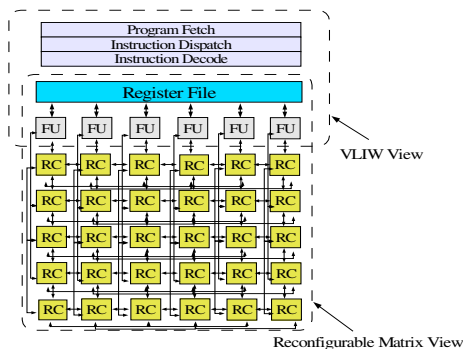 Program Fetch
Instruction Dispatch
Instruction Decode
Register File
FU FU FU FU FU FU
VLIW View
RC RC RC RC RC RC
RC RC RC RC RC RC
RC RC RC RC RC RC
RC RC RC RC RC RC
RC RC RC RC RC RC
Reconfigurable Matrix View